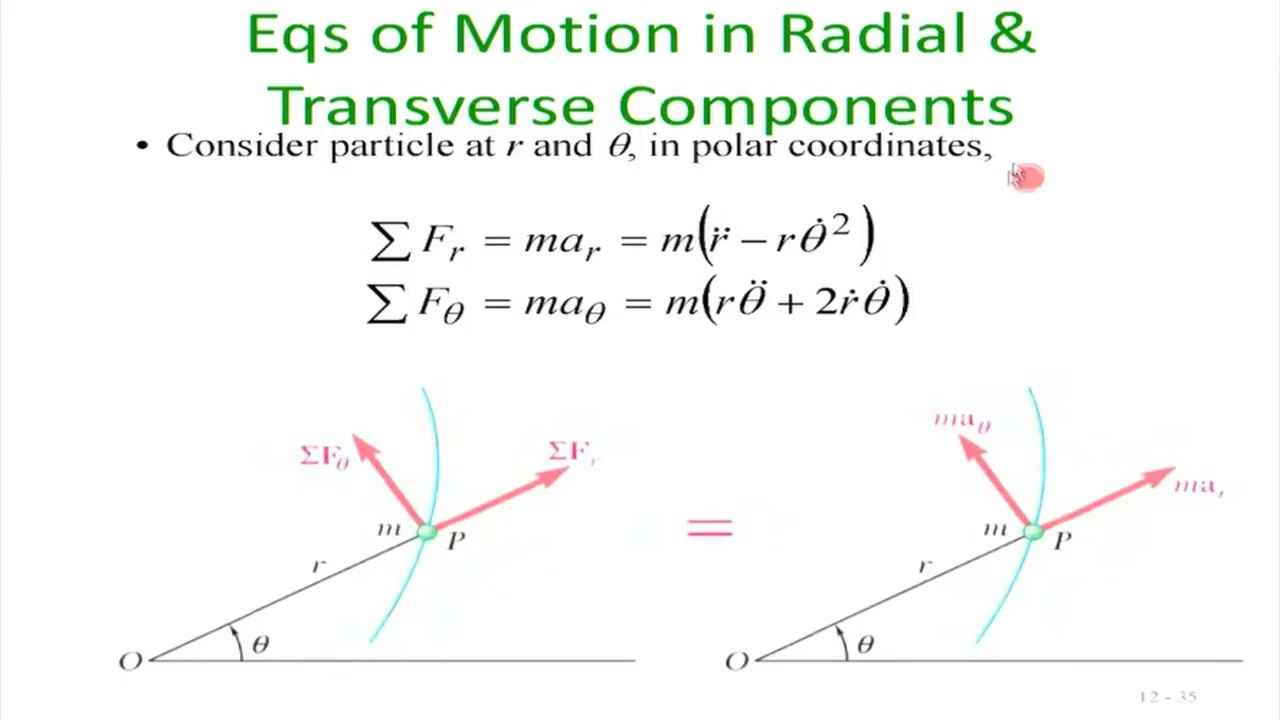 Eqs of Motion in Radial &
Transverse Components
• Consider particle at r and θ, in polar coordinates,
∑ F_r = ma_r = m(r̈ − rθ̇²)
∑ F_θ = ma_θ = m(rθ̈ + 2ṙθ̇)
ΣF_θ
ΣF_r
m
P
r
θ
O
=
ma_θ
ma_r
m
P
r
θ
O
12 - 35